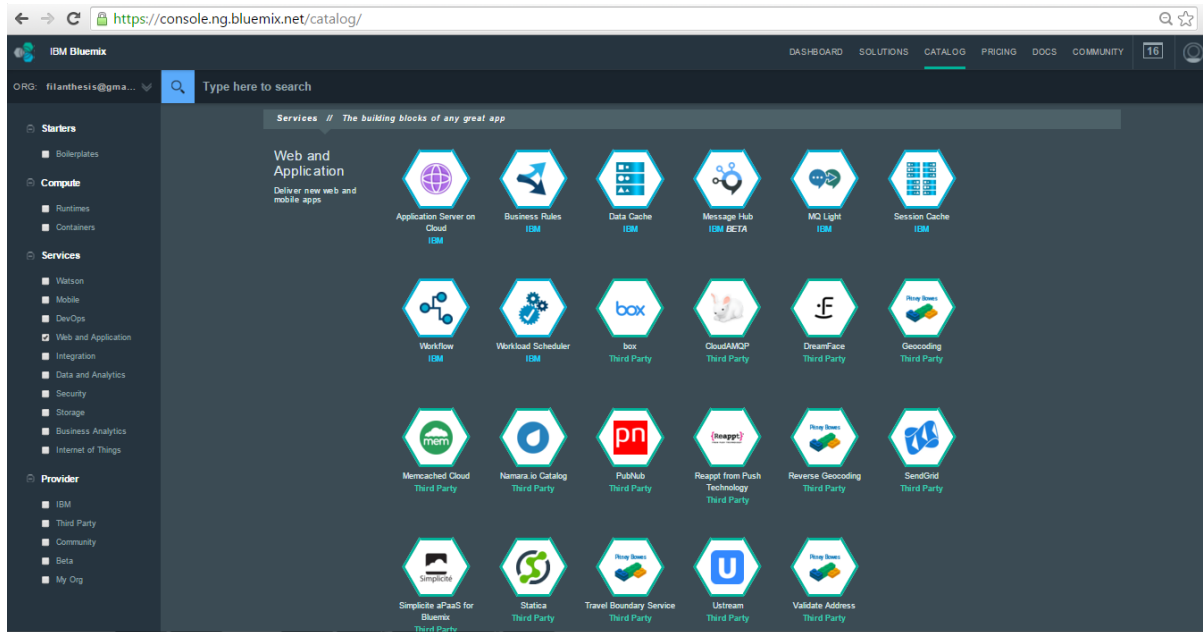 https://console.ng.bluemix.net/catalog/
IBM Bluemix
DASHBOARD SOLUTIONS CATALOG PRICING DOCS COMMUNITY 16
ORG: filanthesis@gma...
Type here to search
Starters
Boilerplates
Compute
Runtimes
Containers
Services
Watson
Mobile
DevOps
Web and Application
Integration
Data and Analytics
Security
Storage
Business Analytics
Internet of Things
Provider
IBM
Third Party
Community
Beta
My Org
Services // The building blocks of any great app
Web and
Application
Deliver new web and
mobile apps
Application Server on
Cloud
IBM
Business Rules
IBM
Data Cache
IBM
Message Hub
IBM BETA
MQ Light
IBM
Session Cache
IBM
Workflow
IBM
Workload Scheduler
IBM
box
box
Third Party
CloudAMQP
Third Party
DreamFace
Third Party
Pitney Bowes
Geocoding
Third Party
mem
Memcached Cloud
Third Party
Namara.io Catalog
Third Party
pn
PubNub
Third Party
{Reappt}
Reappt from Push
Technology
Third Party
Pitney Bowes
Reverse Geocoding
Third Party
SendGrid
Third Party
Simplicité
Simplicite aPaaS for
Bluemix
Third Party
Statica
Third Party
Pitney Bowes
Travel Boundary Service
Third Party
U
Ustream
Third Party
Pitney Bowes
Validate Address
Third Party